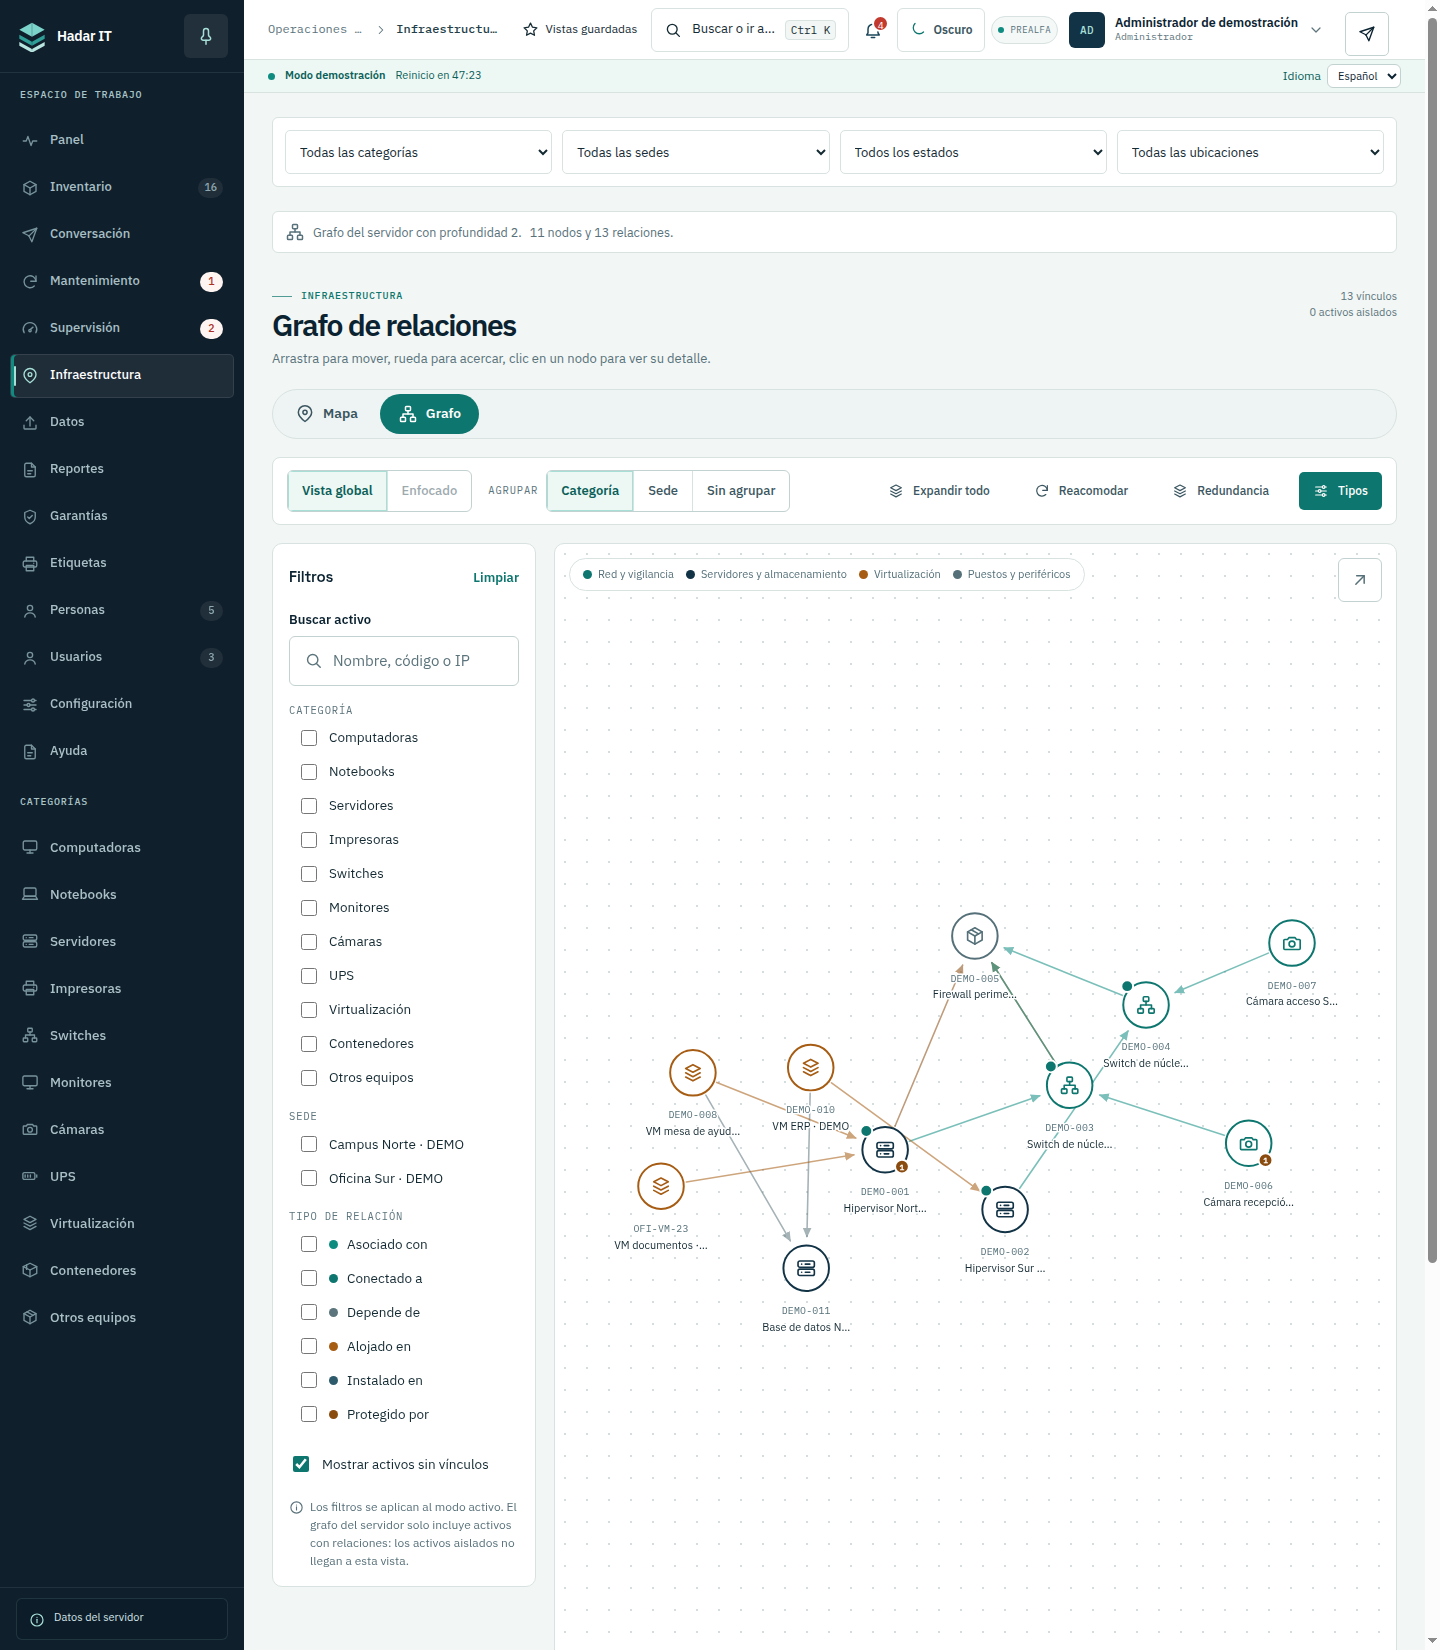 Hadar IT
ESPACIO DE TRABAJO
Panel
Inventario 16
Conversación
Mantenimiento 1
Supervisión 2
Infraestructura
Datos
Reportes
Garantías
Etiquetas
Personas 5
Usuarios 3
Configuración
Ayuda
CATEGORÍAS
Computadoras
Notebooks
Servidores
Impresoras
Switches
Monitores
Cámaras
UPS
Virtualización
Contenedores
Otros equipos
Datos del servidor
Operaciones … Infraestructu… Vistas guardadas Buscar o ir a... Ctrl K 4 Oscuro PREALFA AD Administrador de demostración
Administrador
Modo demostración Reinicio en 47:23 Idioma Español
Todas las categorías Todas las sedes Todos los estados Todas las ubicaciones
Grafo del servidor con profundidad 2. 11 nodos y 13 relaciones.
INFRAESTRUCTURA
Grafo de relaciones
Arrastra para mover, rueda para acercar, clic en un nodo para ver su detalle.
13 vínculos
0 activos aislados
Mapa Grafo
Vista global Enfocado AGRUPAR Categoría Sede Sin agrupar Expandir todo Reacomodar Redundancia Tipos
Filtros Limpiar
Buscar activo
Nombre, código o IP
CATEGORÍA
Computadoras
Notebooks
Servidores
Impresoras
Switches
Monitores
Cámaras
UPS
Virtualización
Contenedores
Otros equipos
SEDE
Campus Norte · DEMO
Oficina Sur · DEMO
TIPO DE RELACIÓN
Asociado con
Conectado a
Depende de
Alojado en
Instalado en
Protegido por
Mostrar activos sin vínculos
Los filtros se aplican al modo activo. El
grafo del servidor solo incluye activos
con relaciones: los activos aislados no
llegan a esta vista.
Red y vigilancia Servidores y almacenamiento Virtualización Puestos y periféricos
DEMO-005
Firewall perime...
DEMO-007
Cámara acceso S...
DEMO-004
Switch de núcle...
DEMO-008
VM mesa de ayud...
DEMO-010
VM ERP · DEMO
DEMO-003
Switch de núcle...
1
DEMO-001
Hipervisor Nort...
1
DEMO-006
Cámara recepció...
OFI-VM-23
VM documentos ·...
DEMO-002
Hipervisor Sur ...
DEMO-011
Base de datos N...